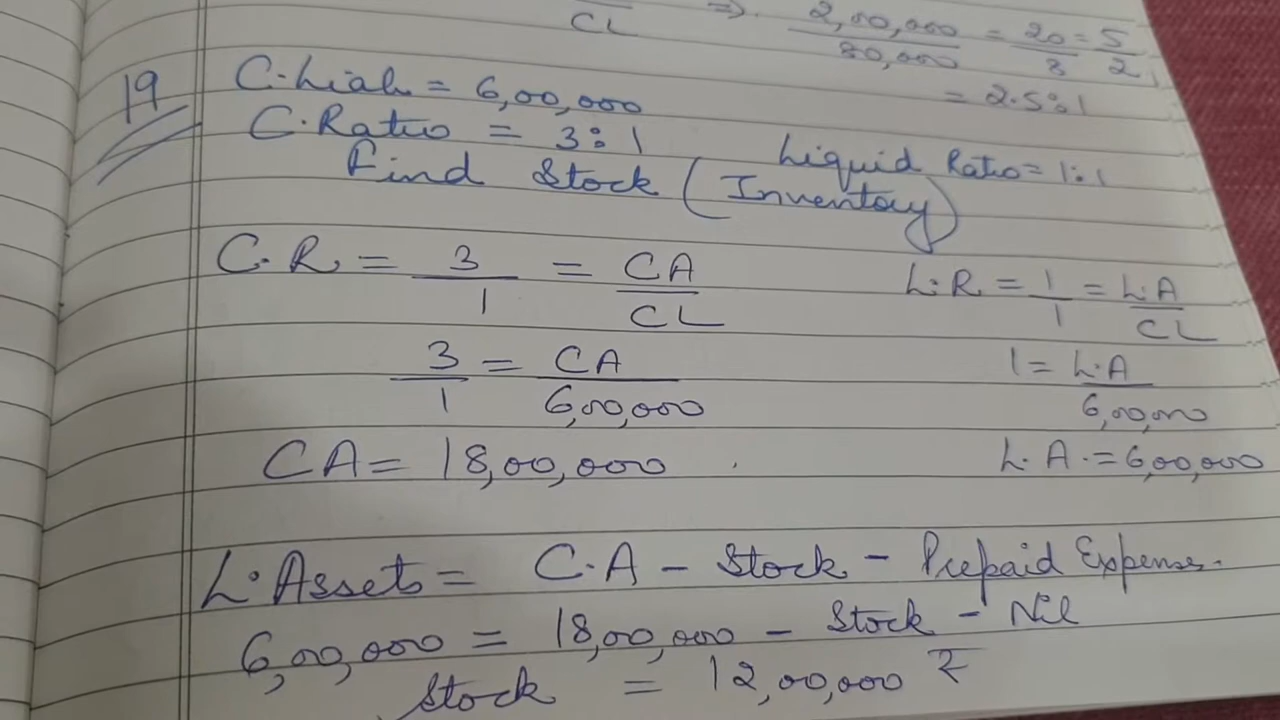 CL ⇒ 2,00,000 / 80,000 = 20 / 8 = 5 / 2
= 2.5:1
19 C.Liab = 6,00,000
C.Ratio = 3:1 Liquid Ratio = 1:1
Find Stock (Inventory)
C.R = 3 / 1 = CA / CL
L.R = 1 / 1 = L.A / CL
3 / 1 = CA / 6,00,000
1 = L.A / 6,00,000
CA = 18,00,000
L.A. = 6,00,000
L.Assets = C.A - Stock - Prepaid Expenses.
6,00,000 = 18,00,000 - Stock - Nil
Stock = 12,00,000 ₹